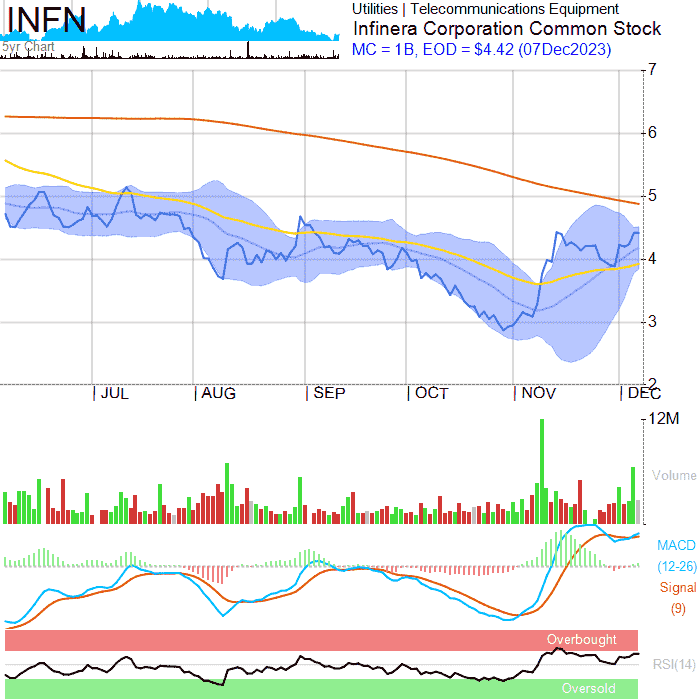 INFN
5yr Chart
Utilities | Telecommunications Equipment
Infinera Corporation Common Stock
MC = 1B, EOD = $4.42 (07Dec2023)
7
6
5
4
3
2
JUL
AUG
SEP
OCT
NOV
DEC
12M
Volume
MACD
(12-26)
Signal
(9)
Overbought
RSI(14)
Oversold